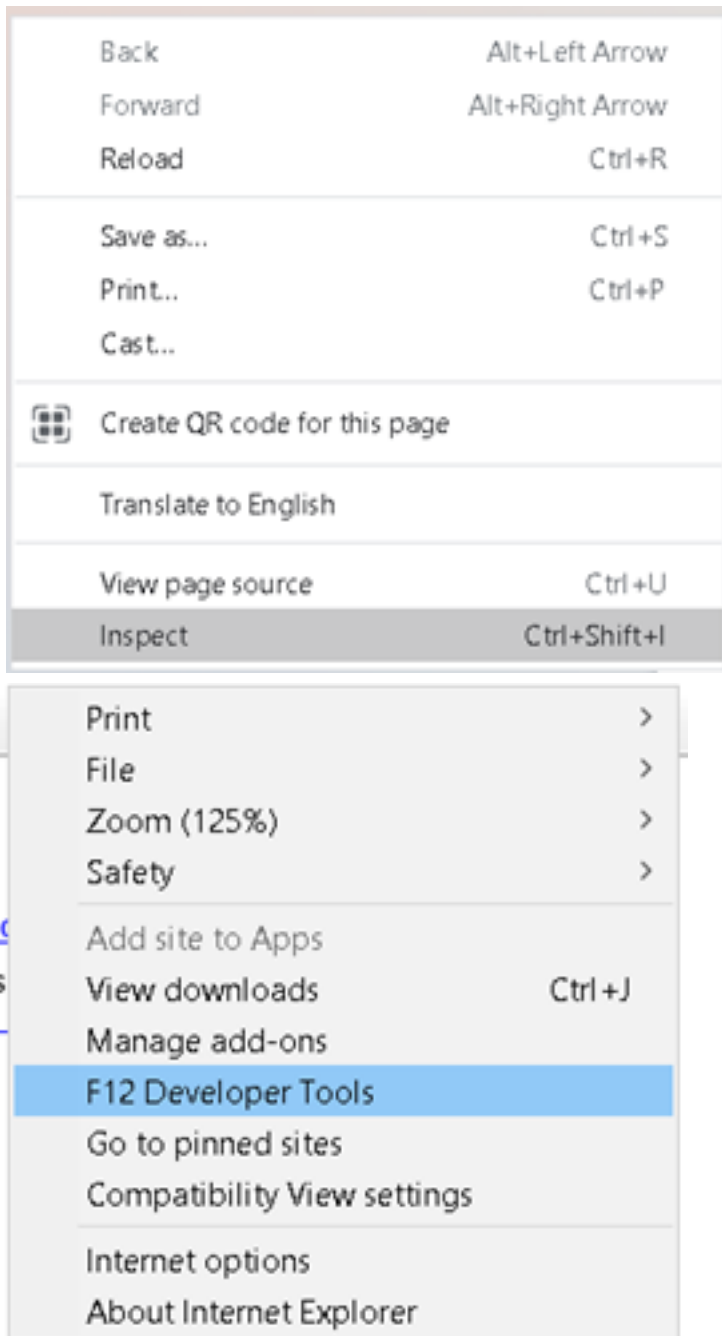 Back Alt+Left Arrow
Forward Alt+Right Arrow
Reload Ctrl+R
Save as... Ctrl+S
Print... Ctrl+P
Cast...
Create QR code for this page
Translate to English
View page source Ctrl+U
Inspect Ctrl+Shift+I
Print >
File >
Zoom (125%) >
Safety >
Add site to Apps
View downloads Ctrl+J
Manage add-ons
F12 Developer Tools
Go to pinned sites
Compatibility View settings
Internet options
About Internet Explorer